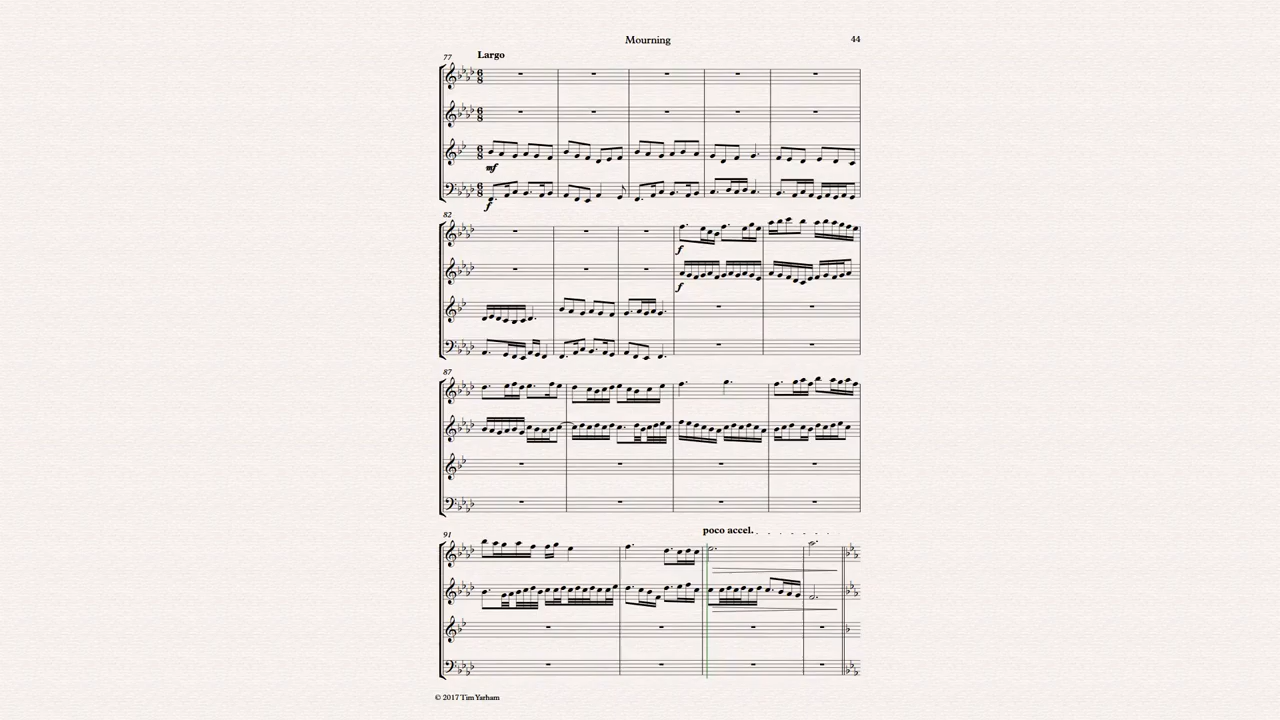 Mourning
44
77
Largo
mf
f
82
f
f
87
91
poco accel.
© 2017 Tim Yarham